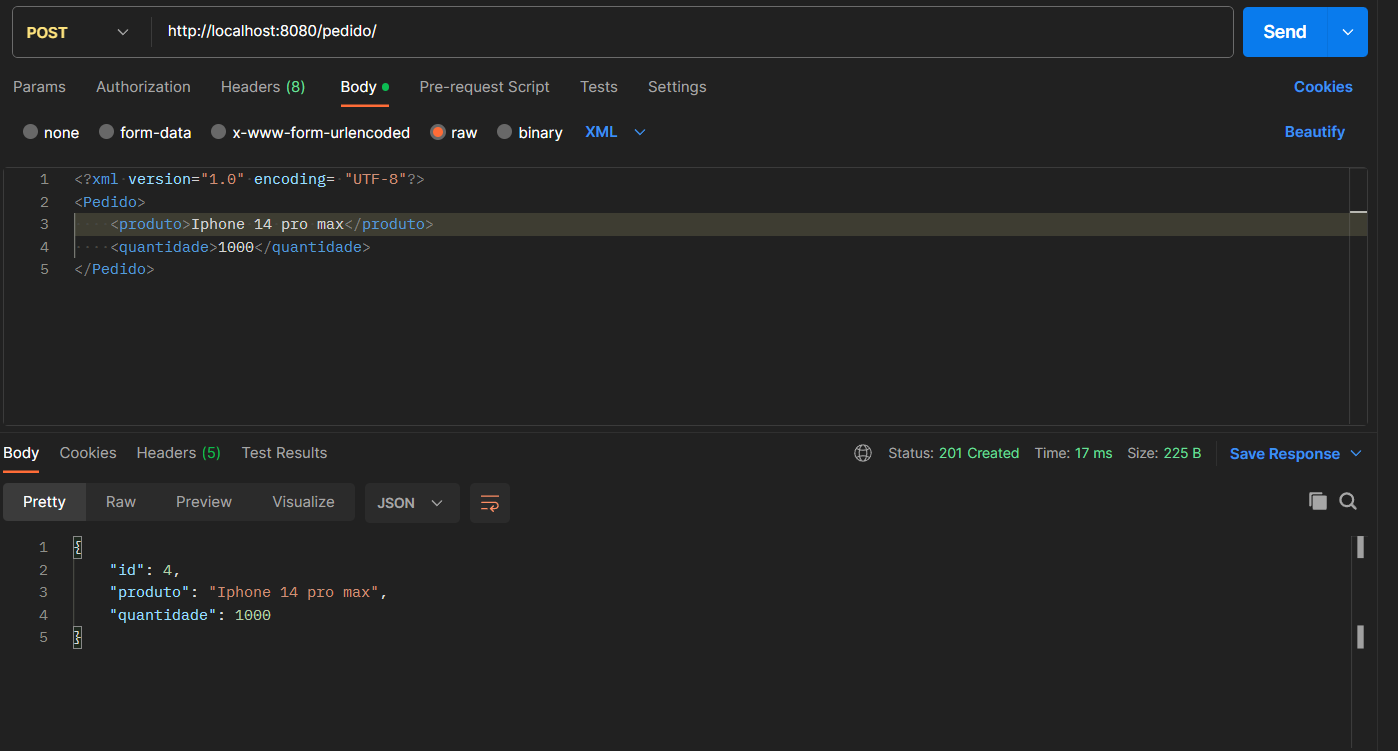 POST http://localhost:8080/pedido/ Send
Params Authorization Headers (8) Body Pre-request Script Tests Settings Cookies
none form-data x-www-form-urlencoded raw binary XML Beautify
1 <?xml version="1.0" encoding= "UTF-8"?>
2 <Pedido>
3 <produto>Iphone 14 pro max</produto>
4 <quantidade>1000</quantidade>
5 </Pedido>
Body Cookies Headers (5) Test Results Status: 201 Created Time: 17 ms Size: 225 B Save Response
Pretty Raw Preview Visualize JSON
1 {
2 "id": 4,
3 "produto": "Iphone 14 pro max",
4 "quantidade": 1000
5 }